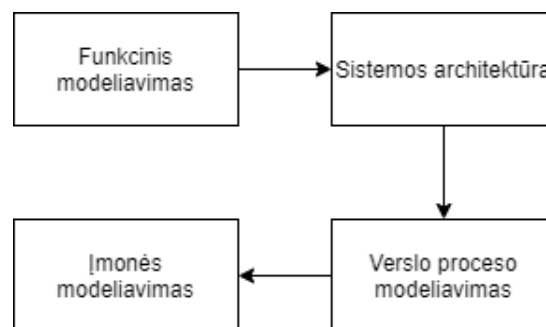 Funkcinis
modeliavimas
Sistemos architektūra
Verslo proceso
modeliavimas
Įmonės
modeliavimas